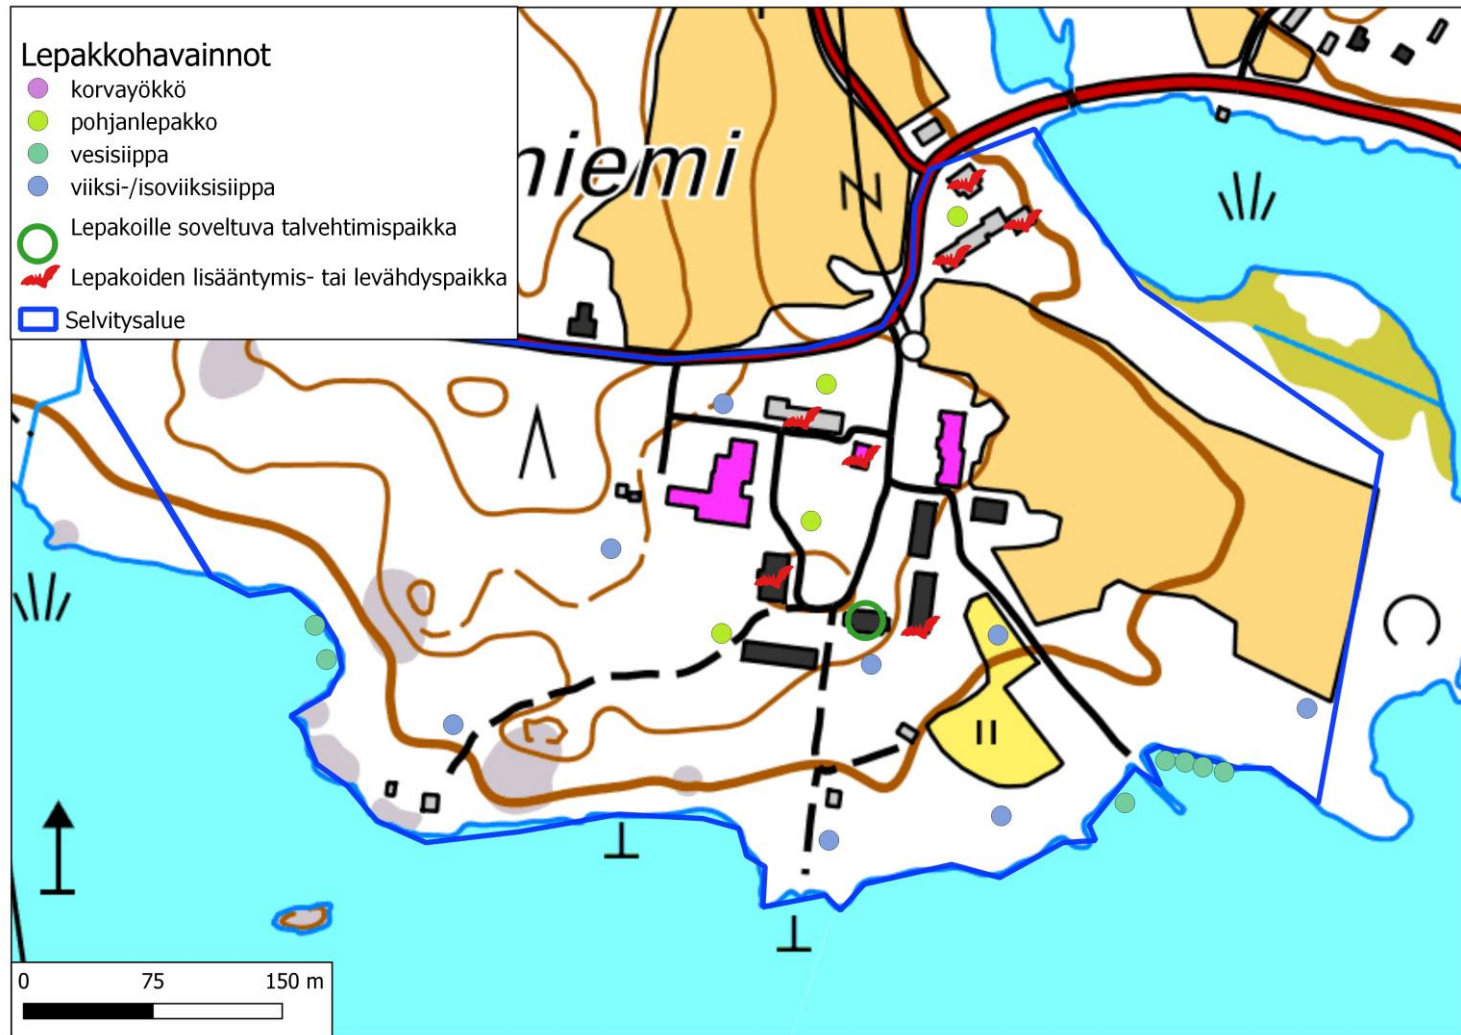 Lepakkohavainnot
korvayökkö
pohjanlepakko
vesisiippa
viiksi-/isoviiksisiippa
Lepakoille soveltuva talvehtimispaikka
Lepakoiden lisääntymis- tai levähdyspaikka
Selvitysalue
niemi
0 75 150 m